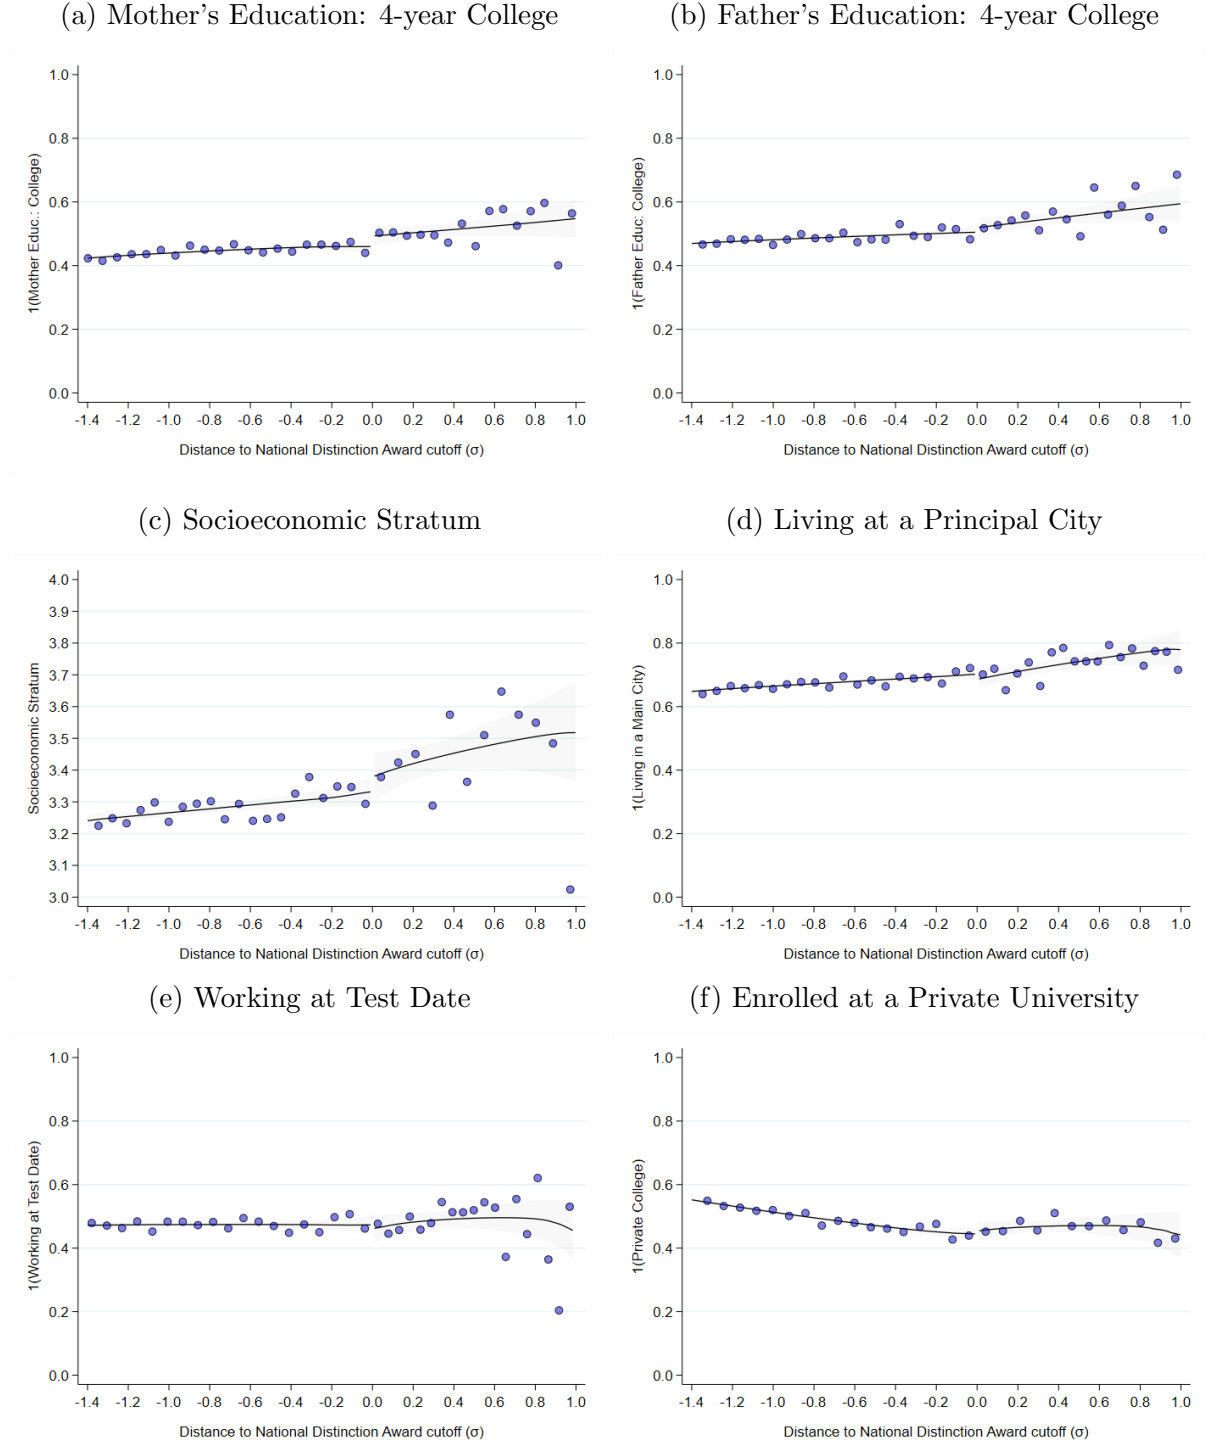 (a) Mother's Education: 4-year College
1.0
0.8
0.6
0.4
0.2
0.0
1(Mother Educ.: College)
-1.4 -1.2 -1.0 -0.8 -0.6 -0.4 -0.2 0.0 0.2 0.4 0.6 0.8 1.0
Distance to National Distinction Award cutoff (σ)
(b) Father's Education: 4-year College
1.0
0.8
0.6
0.4
0.2
0.0
1(Father Educ: College)
-1.4 -1.2 -1.0 -0.8 -0.6 -0.4 -0.2 0.0 0.2 0.4 0.6 0.8 1.0
Distance to National Distinction Award cutoff (σ)
(c) Socioeconomic Stratum
4.0
3.9
3.8
3.7
3.6
3.5
3.4
3.3
3.2
3.1
3.0
Socioeconomic Stratum
-1.4 -1.2 -1.0 -0.8 -0.6 -0.4 -0.2 0.0 0.2 0.4 0.6 0.8 1.0
Distance to National Distinction Award cutoff (σ)
(d) Living at a Principal City
1.0
0.8
0.6
0.4
0.2
0.0
1(Living in a Main City)
-1.4 -1.2 -1.0 -0.8 -0.6 -0.4 -0.2 0.0 0.2 0.4 0.6 0.8 1.0
Distance to National Distinction Award cutoff (σ)
(e) Working at Test Date
1.0
0.8
0.6
0.4
0.2
0.0
1(Working at Test Date)
-1.4 -1.2 -1.0 -0.8 -0.6 -0.4 -0.2 0.0 0.2 0.4 0.6 0.8 1.0
Distance to National Distinction Award cutoff (σ)
(f) Enrolled at a Private University
1.0
0.8
0.6
0.4
0.2
0.0
1(Private College)
-1.4 -1.2 -1.0 -0.8 -0.6 -0.4 -0.2 0.0 0.2 0.4 0.6 0.8 1.0
Distance to National Distinction Award cutoff (σ)